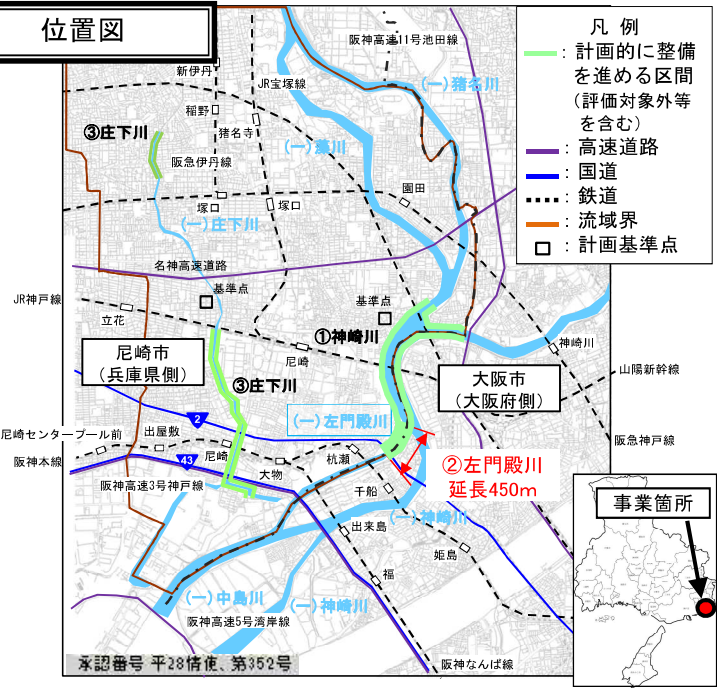 位置図
凡 例
: 計画的に整備
を進める区間
(評価対象外等
を含む)
: 高速道路
: 国道
: 鉄道
: 流域界
: 計画基準点
阪神高速11号池田線
新伊丹
JR宝塚線
(一)猪名川
稲野
猪名寺
③庄下川
(一)藻川
阪急伊丹線
園田
塚口
塚口
(一)庄下川
名神高速道路
基準点
基準点
JR神戸線
立花
①神崎川
神崎川
尼崎
尼崎市
(兵庫県側)
③庄下川
大阪市
(大阪府側)
山陽新幹線
(一)左門殿川
2
尼崎センタープール前
出屋敷
阪急神戸線
阪神本線
43
尼崎
大物
杭瀬
②左門殿川
延長450m
阪神高速3号神戸線
千船
(一)神崎川
出来島
姫島
福
(一)中島川
(一)神崎川
阪神高速5号湾岸線
阪神なんば線
承認番号 平28情使、第352号
事業箇所